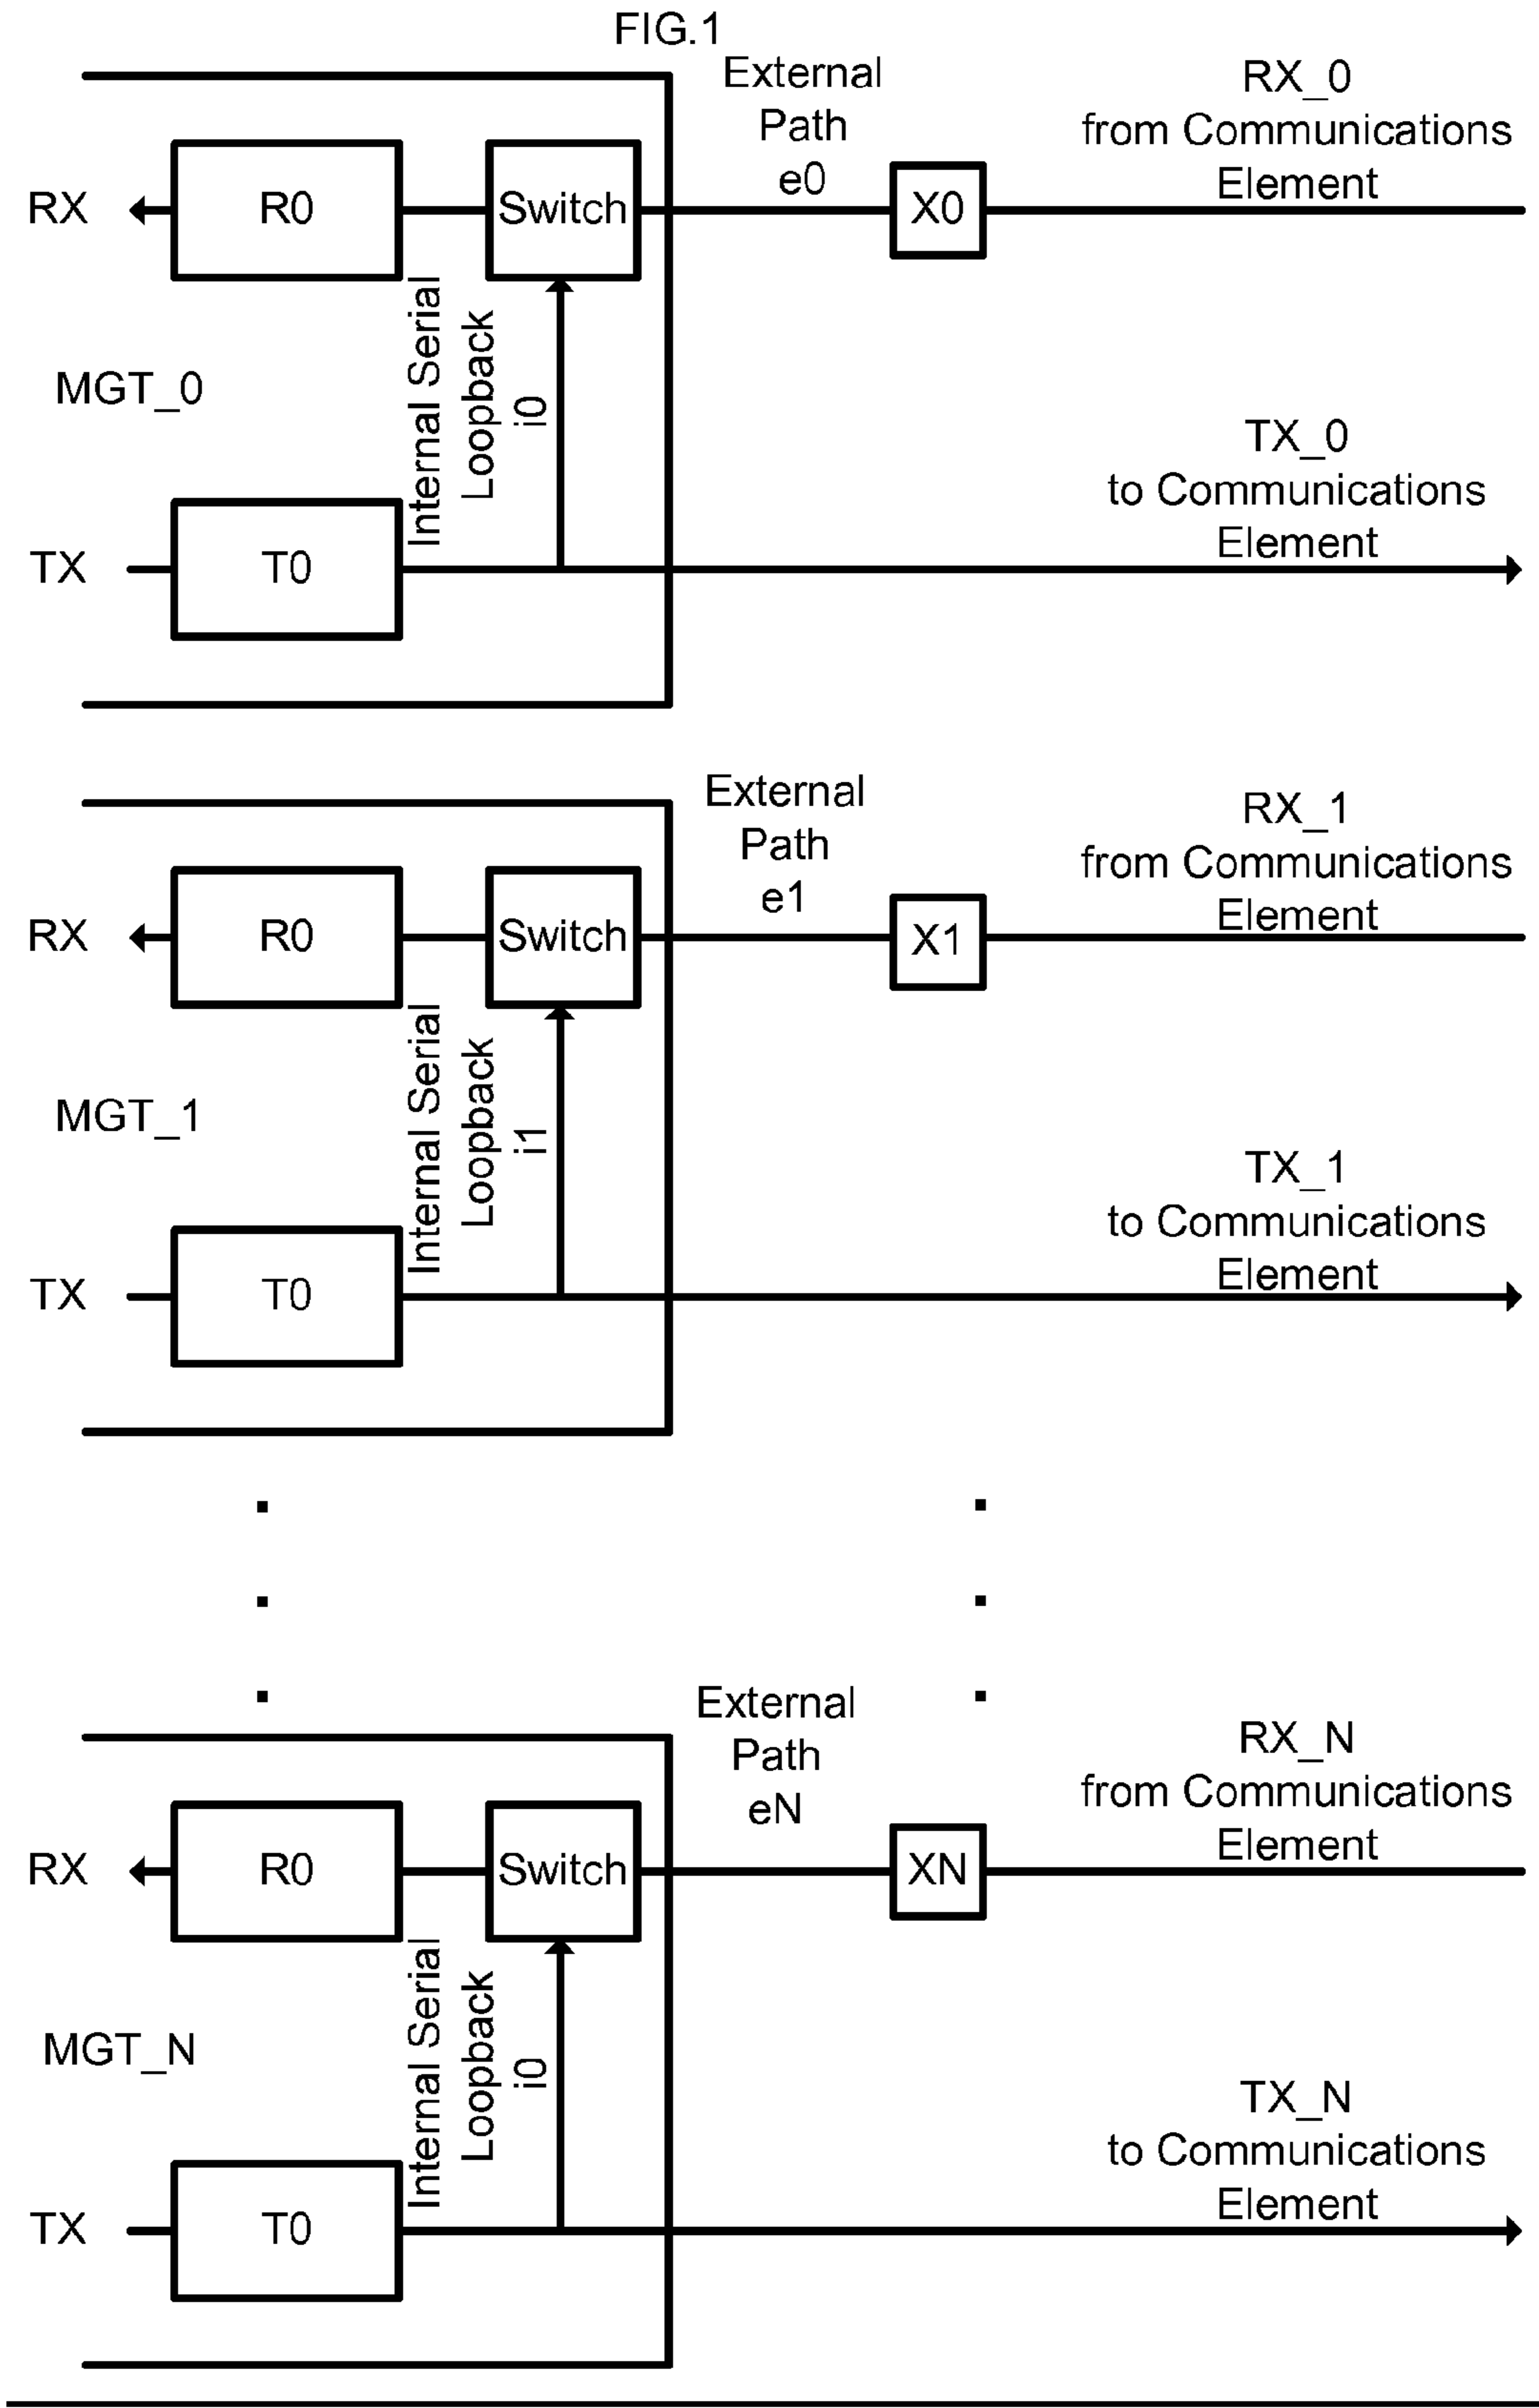 FIG.1
External
Path
e0
RX_0
from Communications
Element
RX
R0
Switch
X0
Internal Serial
Loopback
i0
MGT_0
TX_0
to Communications
Element
TX
T0
External
Path
e1
RX_1
from Communications
Element
RX
R0
Switch
X1
Internal Serial
Loopback
i1
MGT_1
TX_1
to Communications
Element
TX
T0
External
Path
eN
RX_N
from Communications
Element
RX
R0
Switch
XN
Internal Serial
Loopback
i0
MGT_N
TX_N
to Communications
Element
TX
T0